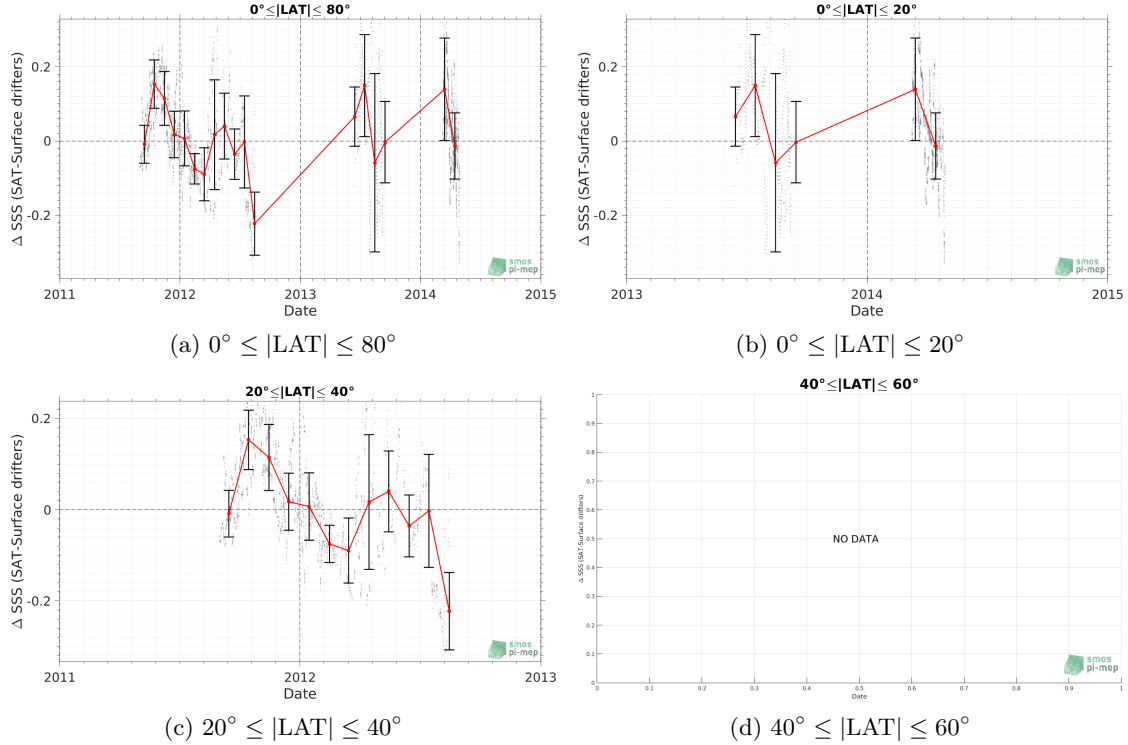 0°≤|LAT|≤ 80°
Δ SSS (SAT-Surface drifters)
0.2
0
-0.2
2011
2012
2013
2014
2015
Date
smos
pi-mep
(a) 0° ≤ |LAT| ≤ 80°
0°≤|LAT|≤ 20°
Δ SSS (SAT-Surface drifters)
0.2
0
-0.2
2013
2014
2015
Date
smos
pi-mep
(b) 0° ≤ |LAT| ≤ 20°
20°≤|LAT|≤ 40°
Δ SSS (SAT-Surface drifters)
0.2
0
-0.2
2011
2012
2013
Date
smos
pi-mep
(c) 20° ≤ |LAT| ≤ 40°
40°≤|LAT|≤ 60°
Δ SSS (SAT-Surface drifters)
1
0.9
0.8
0.7
0.6
0.5
0.4
0.3
0.2
0.1
0
NO DATA
0
0.1
0.2
0.3
0.4
0.5
0.6
0.7
0.8
0.9
1
Date
smos
pi-mep
(d) 40° ≤ |LAT| ≤ 60°